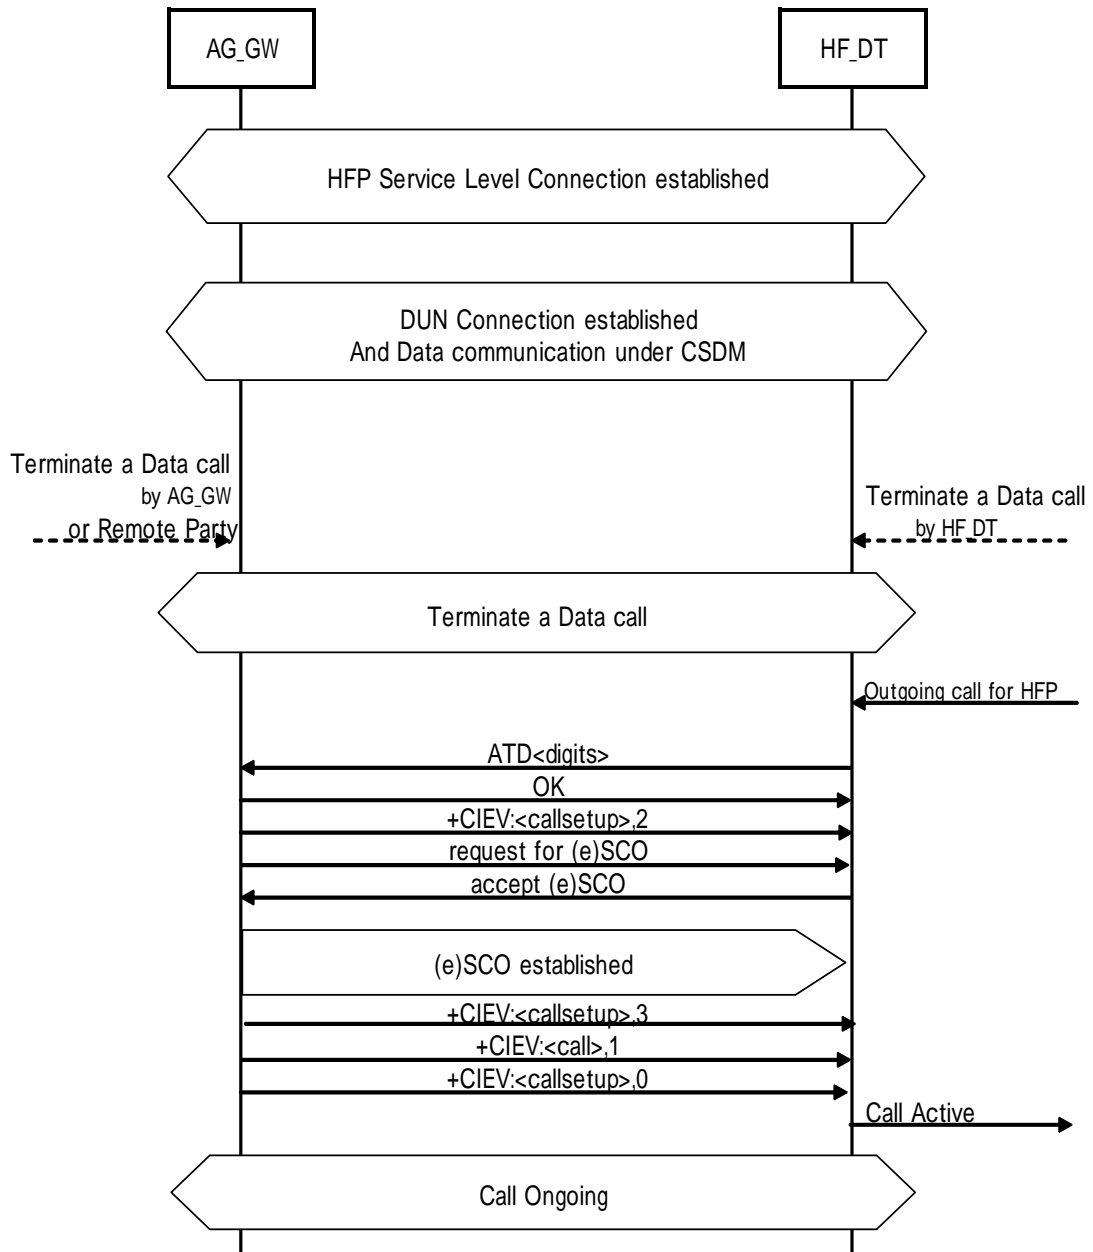 AG_GW
HF_DT
HFP Service Level Connection established
DUN Connection established
And Data communication under CSDM
Terminate a Data call
by AG_GW
or Remote Party
Terminate a Data call
by HF_DT
Terminate a Data call
Outgoing call for HFP
ATD<digits>
OK
+CIEV:<callsetup>,2
request for (e)SCO
accept (e)SCO
(e)SCO established
+CIEV:<callsetup>,3
+CIEV:<call>,1
+CIEV:<callsetup>,0
Call Active
Call Ongoing